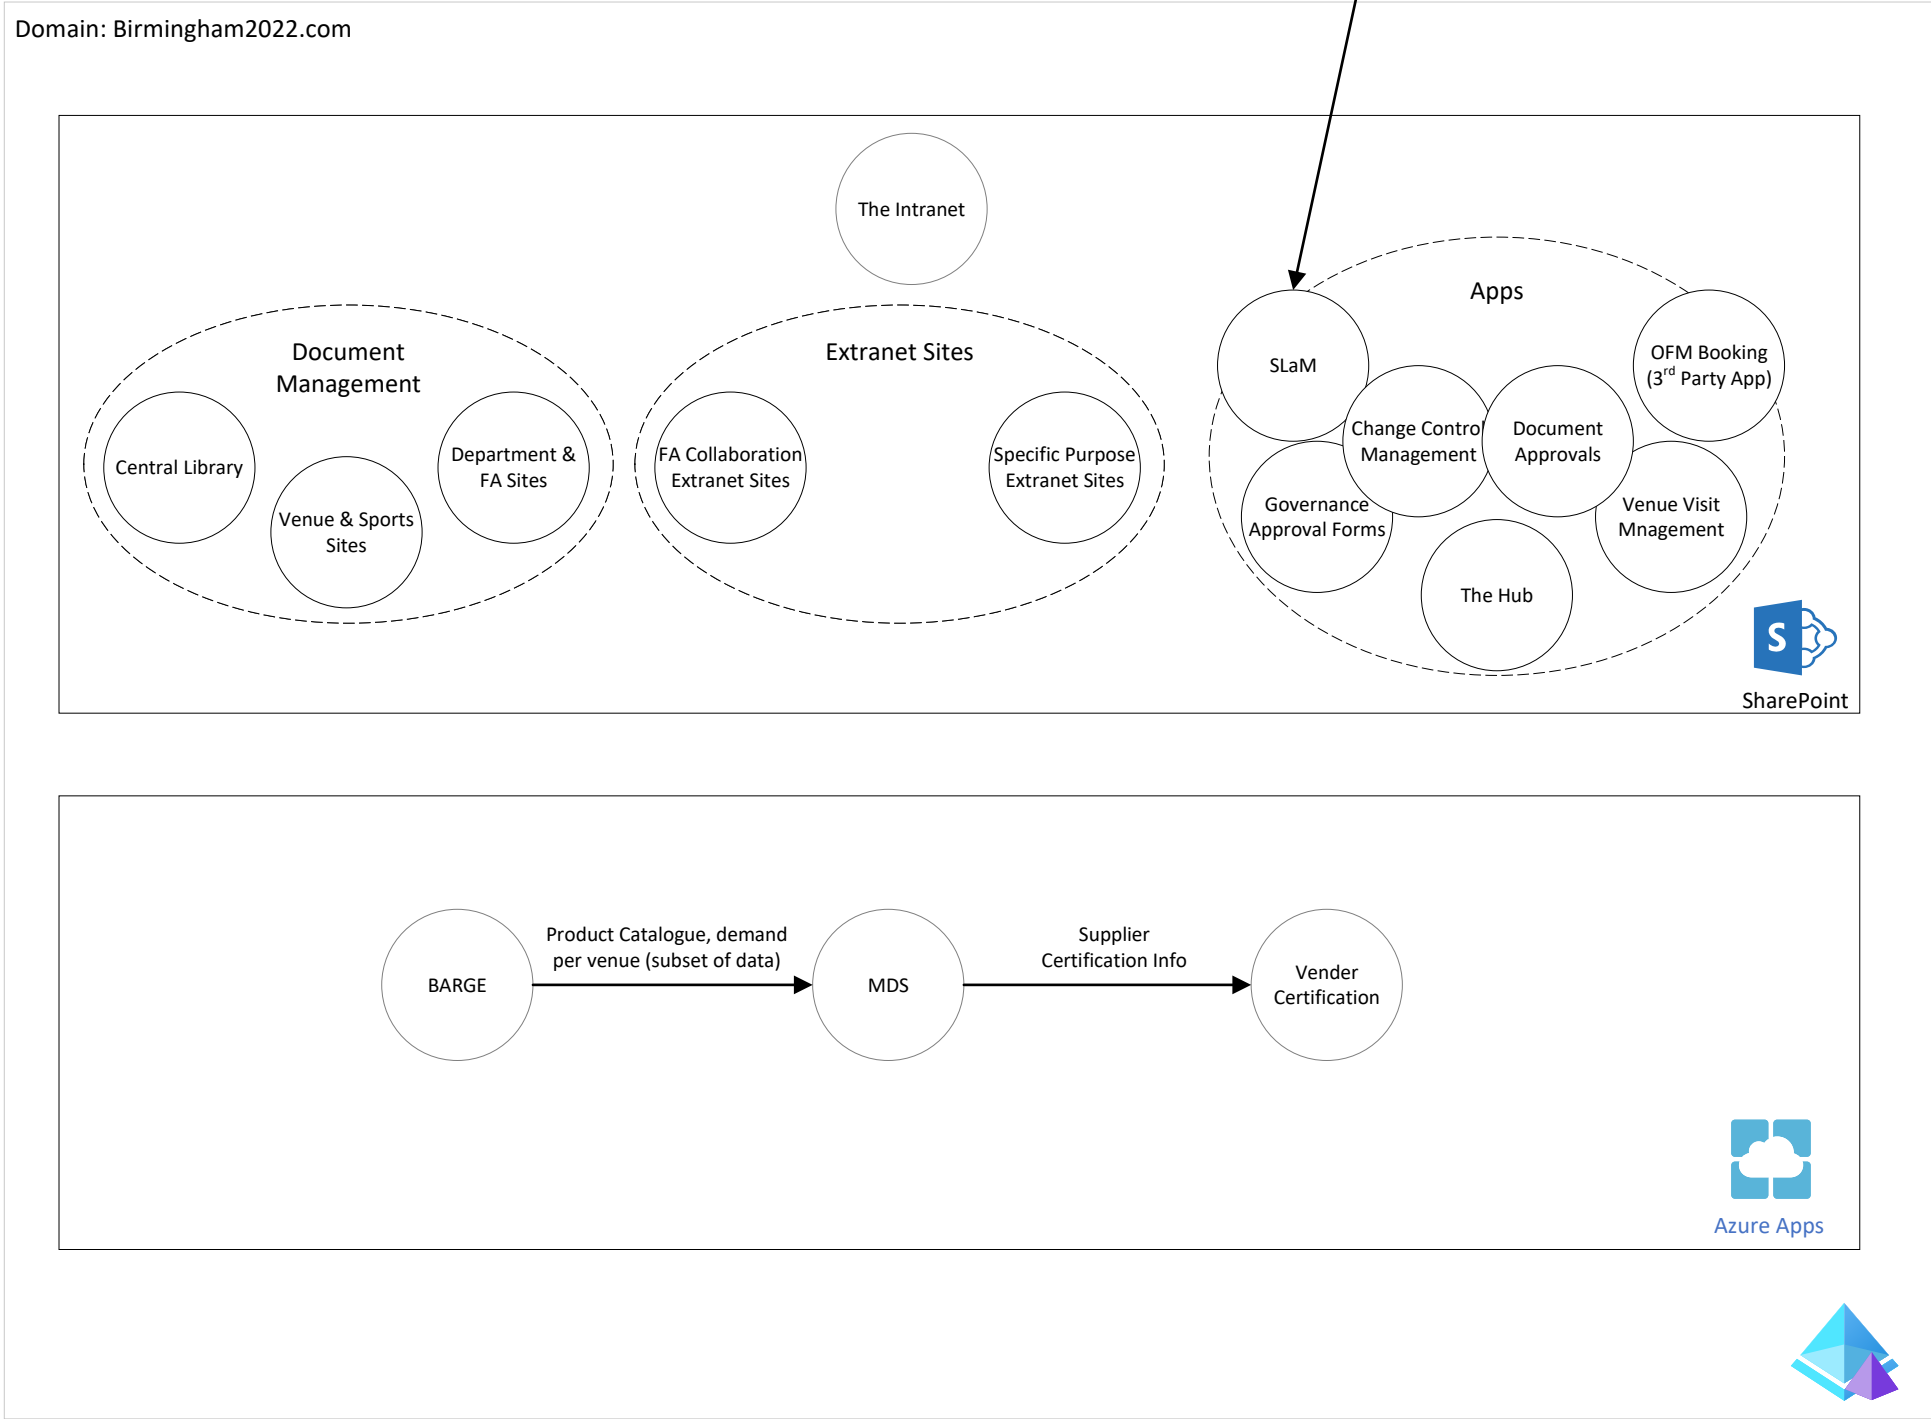 Domain: Birmingham2022.com
The Intranet
Document
Management
Central Library
Venue & Sports
Sites
Department &
FA Sites
Extranet Sites
FA Collaboration
Extranet Sites
Specific Purpose
Extranet Sites
Apps
SLaM
OFM Booking
(3rd Party App)
Change Control
Management
Document
Approvals
Governance
Approval Forms
Venue Visit
Mnagement
The Hub
S
SharePoint
BARGE
Product Catalogue, demand
per venue (subset of data)
MDS
Supplier
Certification Info
Vender
Certification
Azure Apps